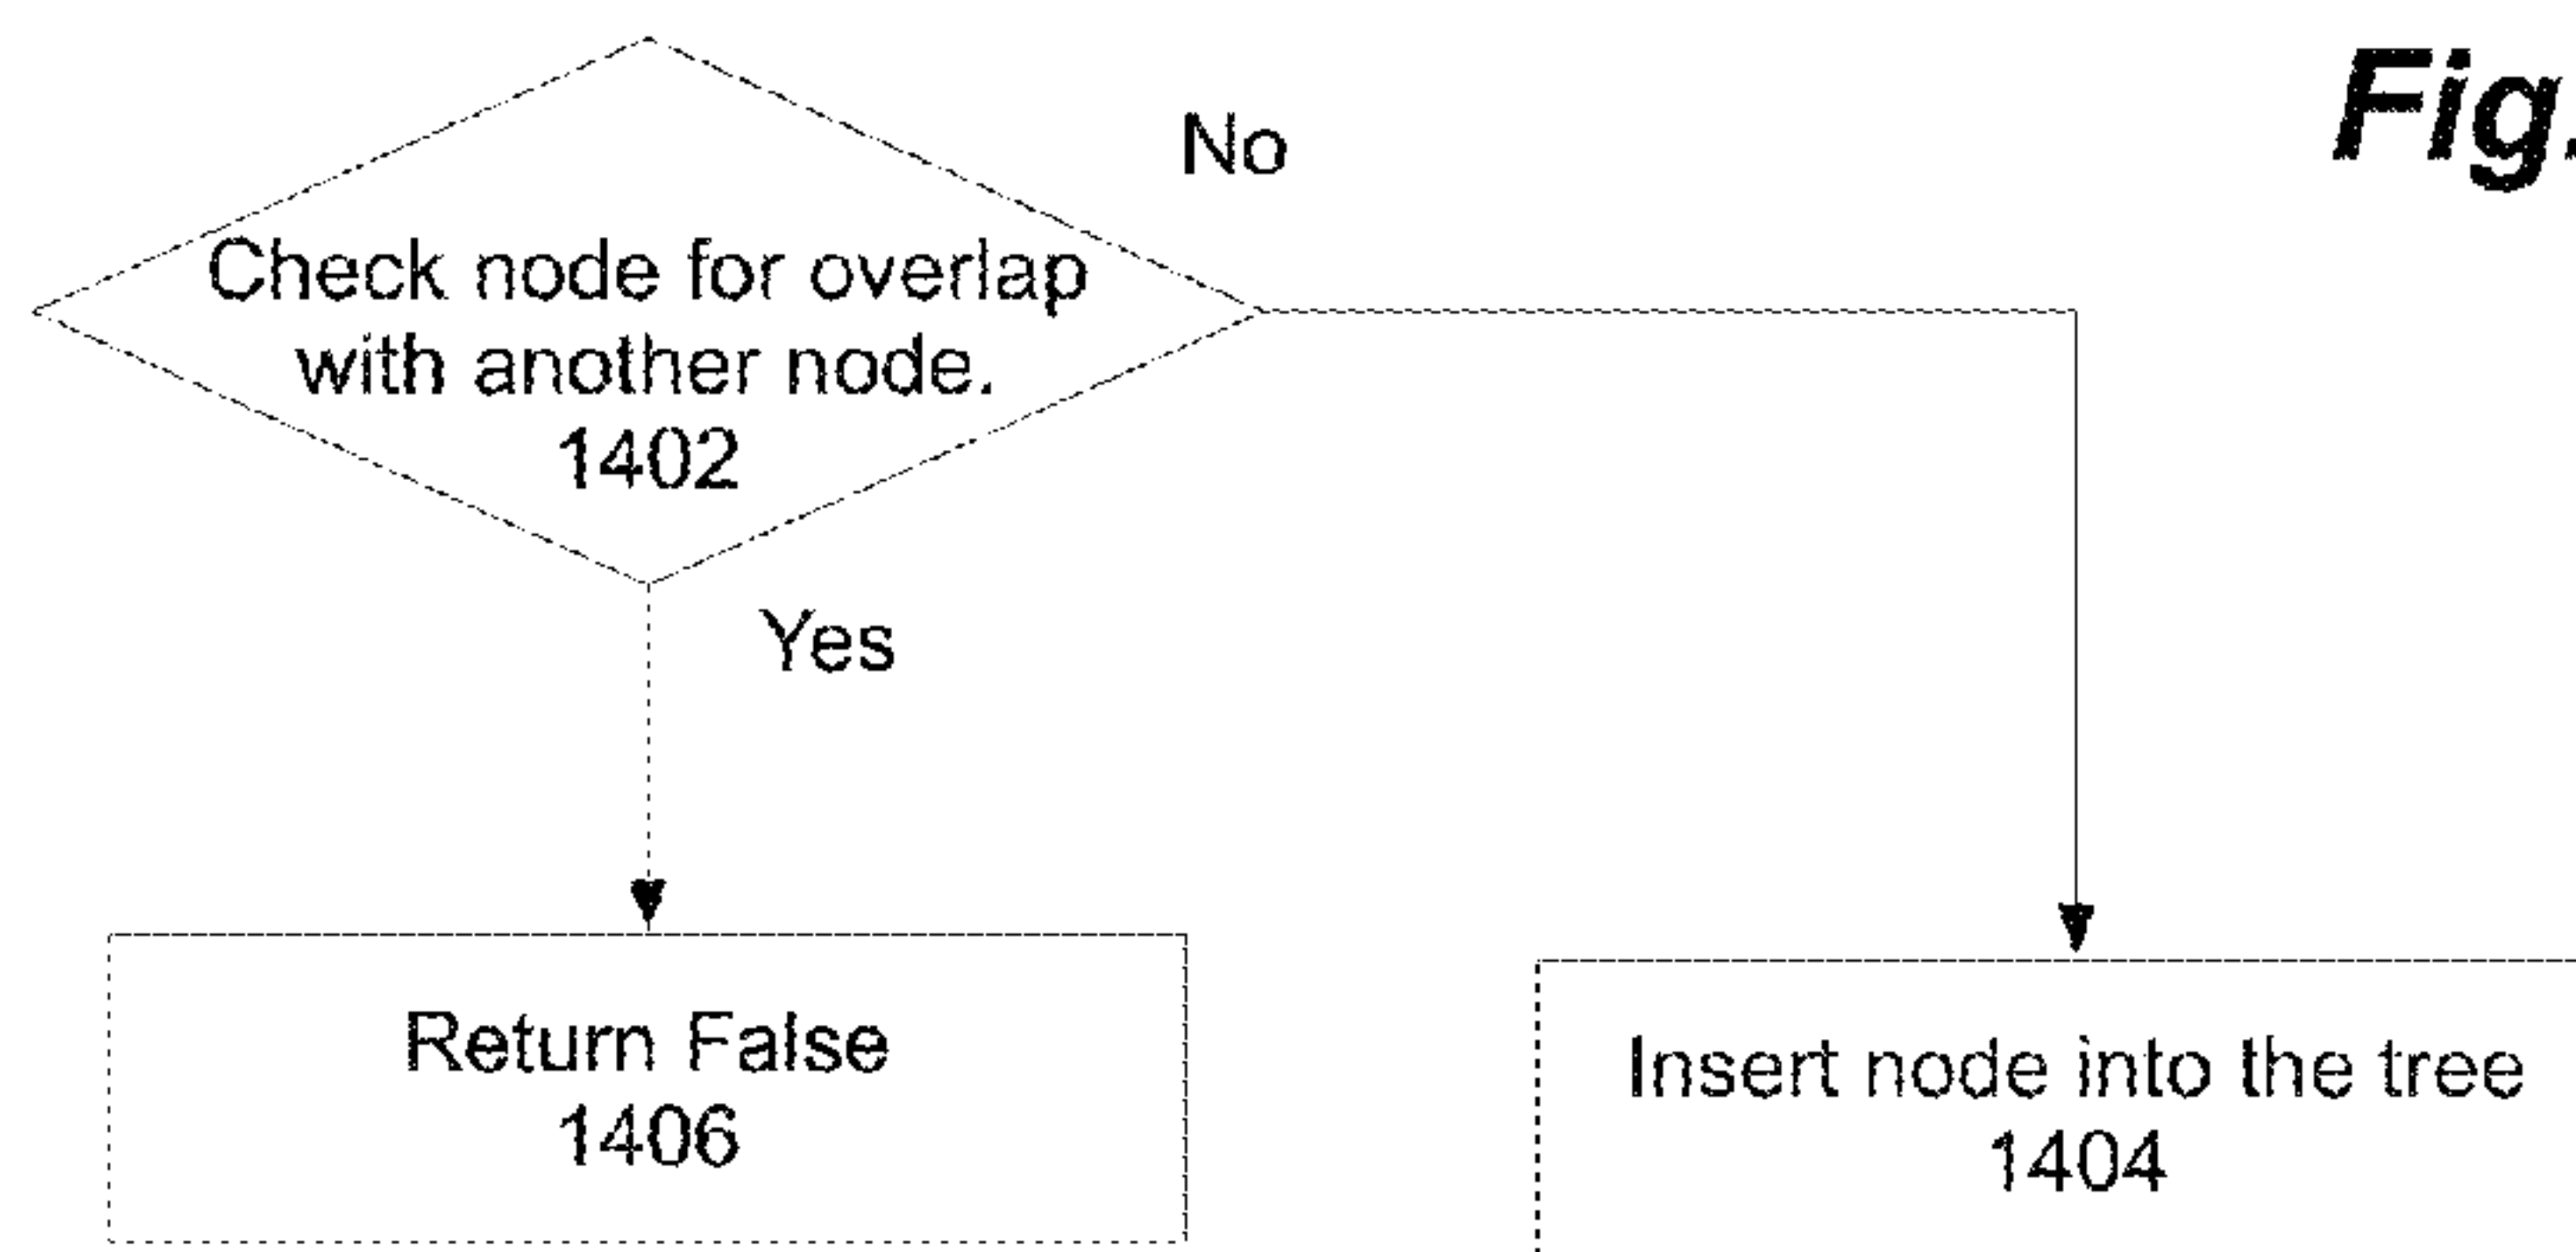 Fig.
No
Check node for overlap
with another node.
1402
Yes
Return False
1406
Insert node into the tree
1404